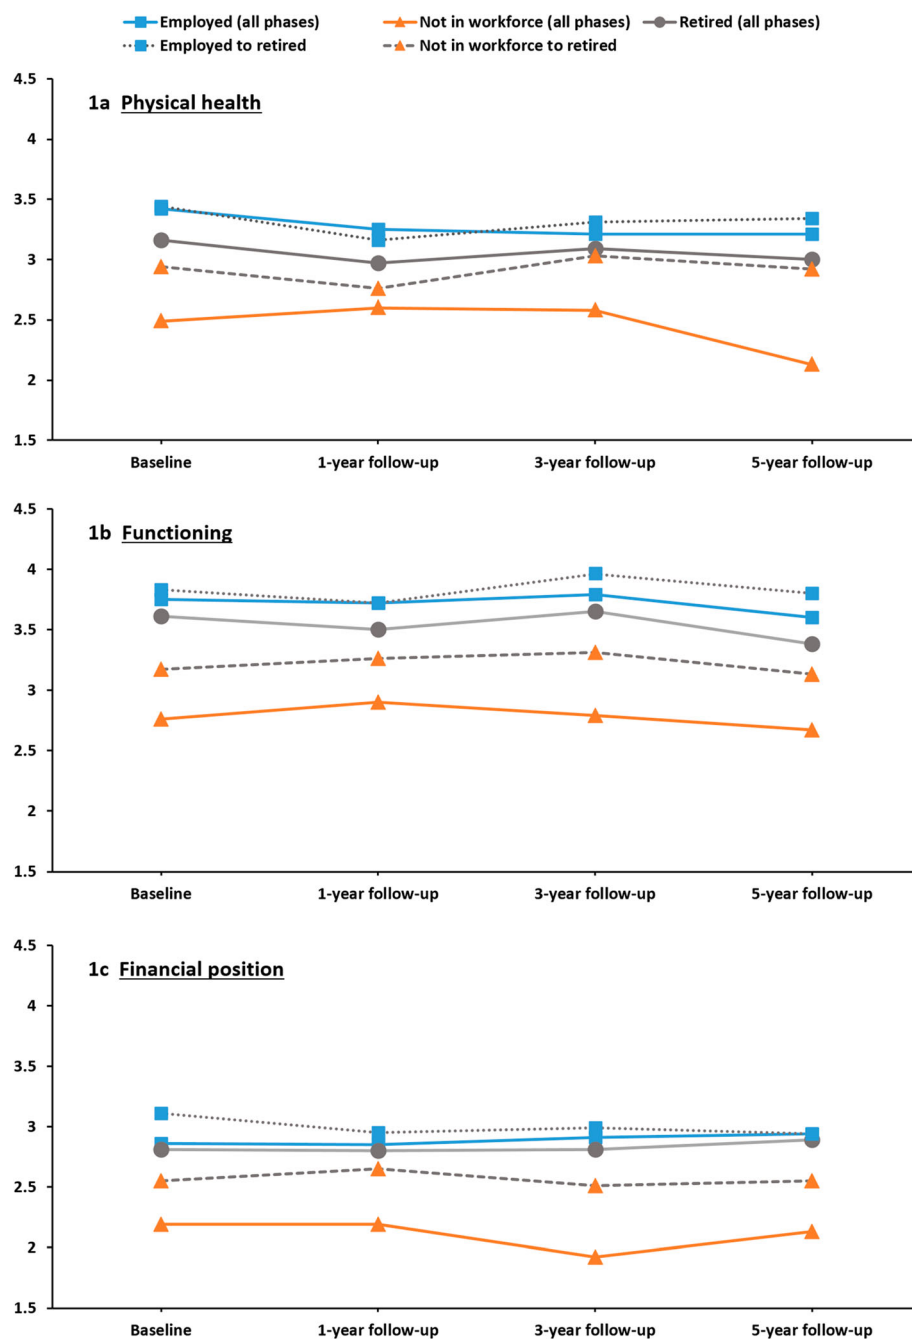 Employed (all phases) Not in workforce (all phases) Retired (all phases)
Employed to retired Not in workforce to retired
4.5
1a Physical health
4
3.5
3
2.5
2
1.5
Baseline 1-year follow-up 3-year follow-up 5-year follow-up
4.5
1b Functioning
4
3.5
3
2.5
2
1.5
Baseline 1-year follow-up 3-year follow-up 5-year follow-up
4.5
1c Financial position
4
3.5
3
2.5
2
1.5
Baseline 1-year follow-up 3-year follow-up 5-year follow-up